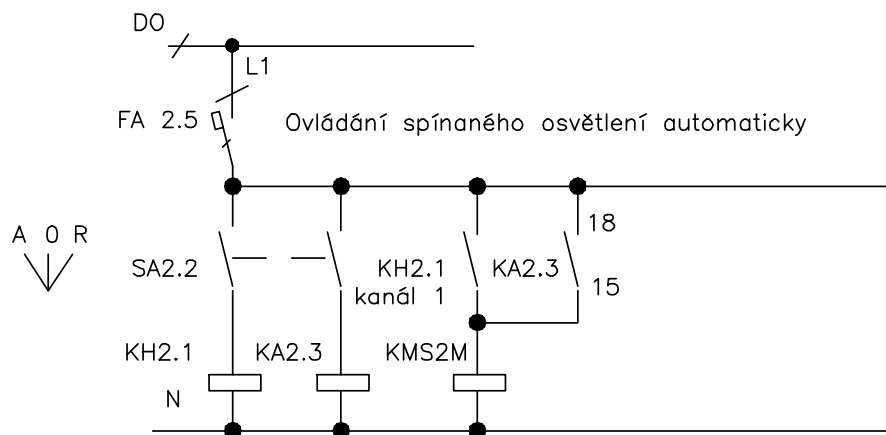 DO
L1
FA 2.5
Ovládání spínaného osvětlení automaticky
A 0 R
18
SA2.2
KH2.1
kanál 1
KA2.3
15
KH2.1
KA2.3
KMS2M
N